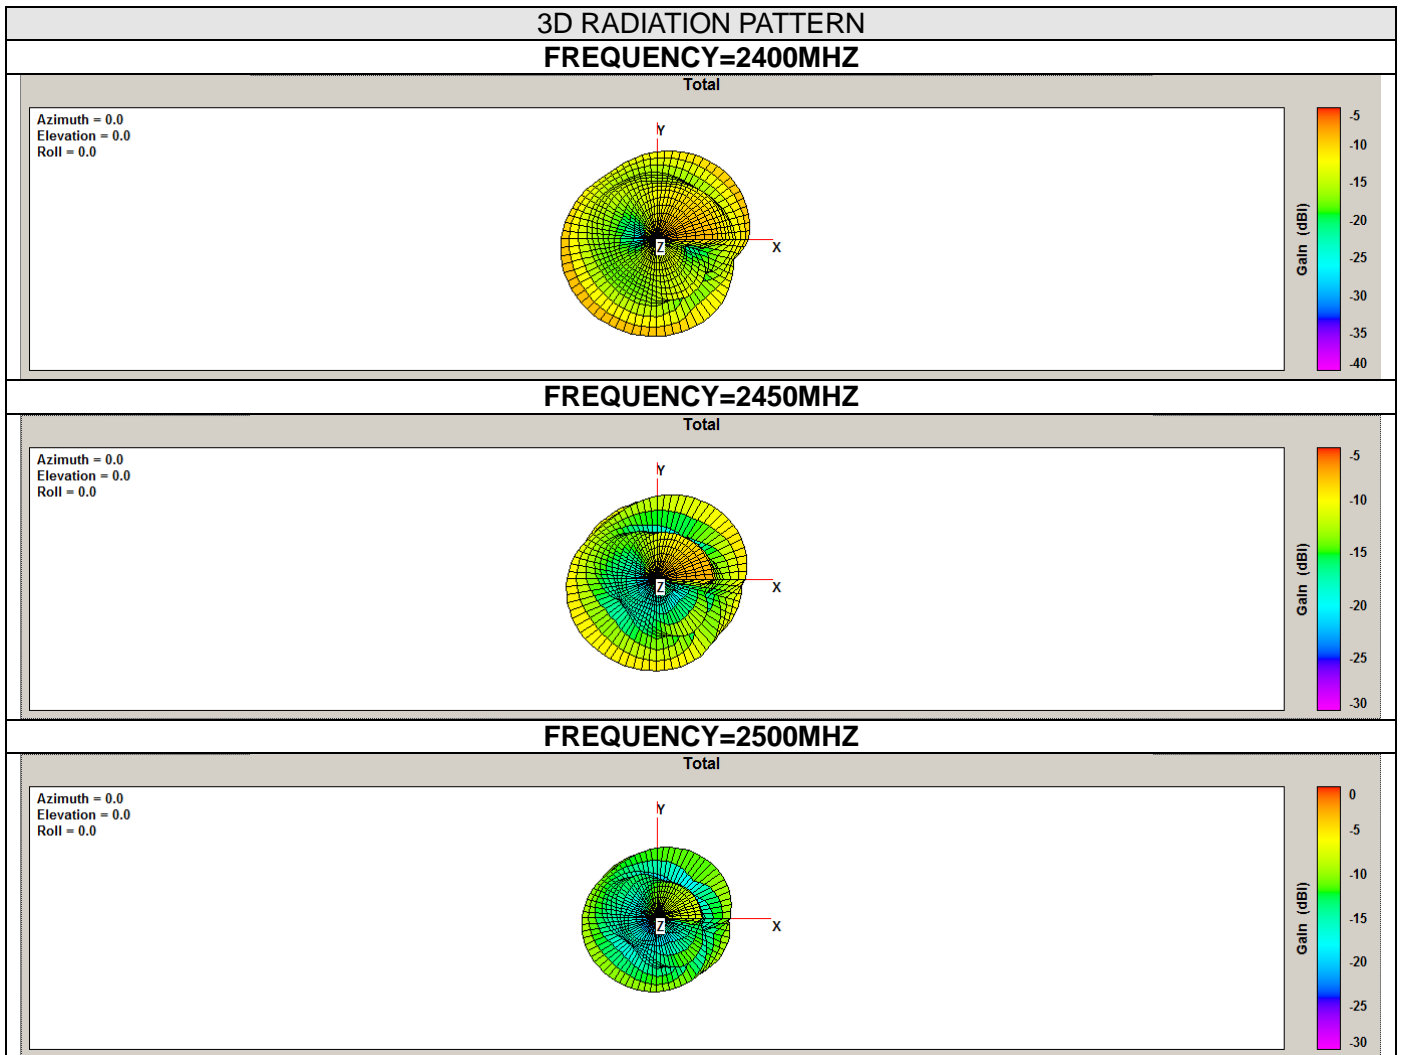 3D RADIATION PATTERN
FREQUENCY=2400MHZ
Total
Azimuth = 0.0
Elevation = 0.0
Roll = 0.0
Y
Z
X
Gain (dBi)
-5
-10
-15
-20
-25
-30
-35
-40
FREQUENCY=2450MHZ
Total
Azimuth = 0.0
Elevation = 0.0
Roll = 0.0
Y
Z
X
Gain (dBi)
-5
-10
-15
-20
-25
-30
FREQUENCY=2500MHZ
Total
Azimuth = 0.0
Elevation = 0.0
Roll = 0.0
Y
Z
X
Gain (dBi)
0
-5
-10
-15
-20
-25
-30